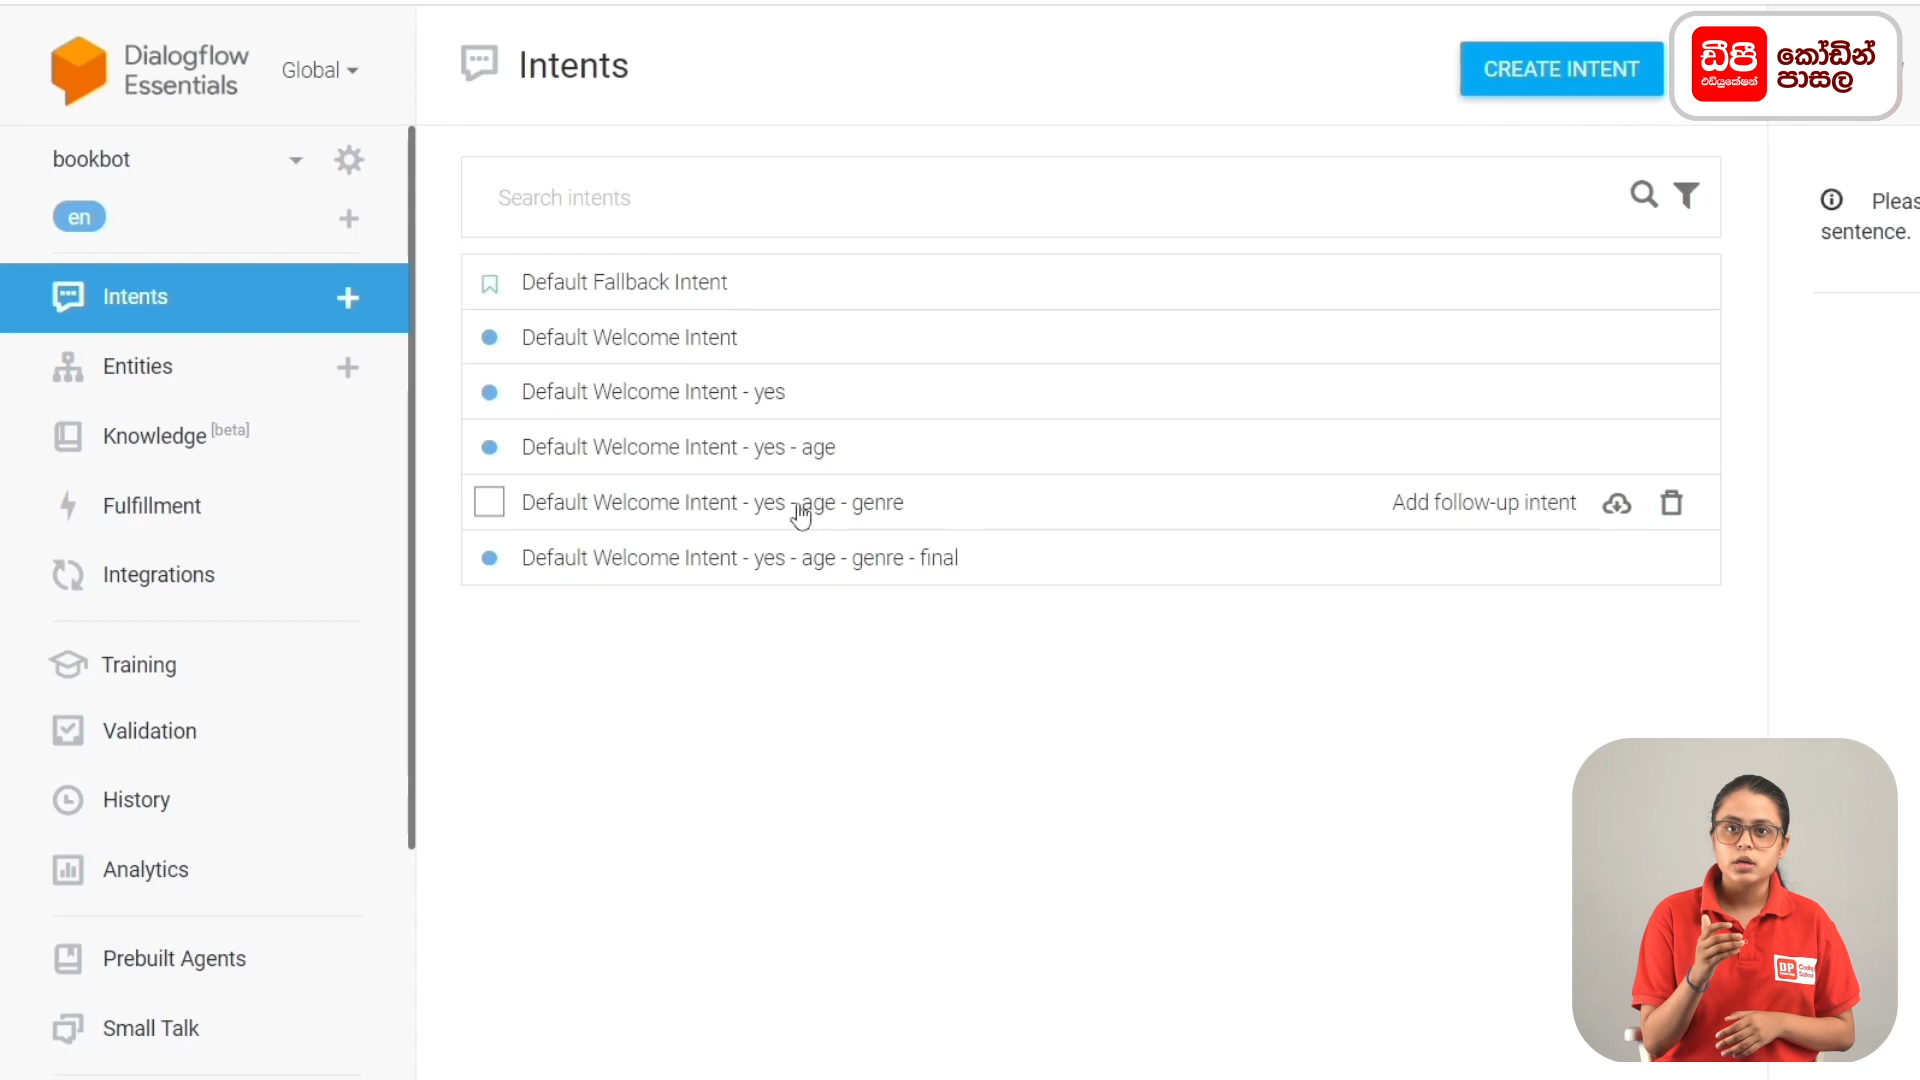 Dialogflow
Essentials
Global
Intents
CREATE INTENT
ඩීපී
එඩියුකේෂන්
කෝඩින්
පාසල
bookbot
en
Search intents
Pleas
sentence.
Intents
Entities
Knowledge [beta]
Fulfillment
Integrations
Training
Validation
History
Analytics
Prebuilt Agents
Small Talk
Default Fallback Intent
Default Welcome Intent
Default Welcome Intent - yes
Default Welcome Intent - yes - age
Default Welcome Intent - yes - age - genre
Add follow-up intent
Default Welcome Intent - yes - age - genre - final
DP